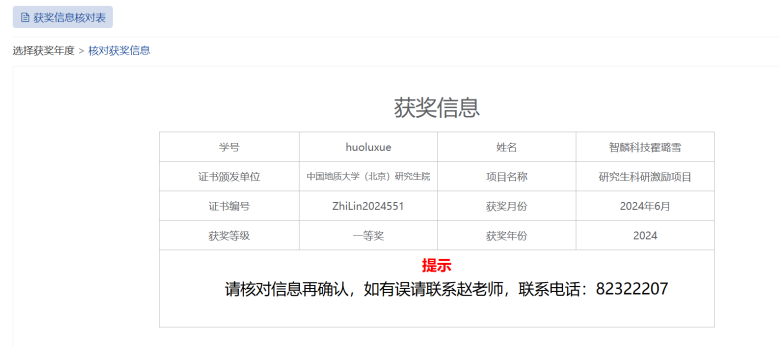 获奖信息核对表
选择获奖年度 > 核对获奖信息
获奖信息
学号 huoluxue 姓名 智麟科技霍璐雪
证书颁发单位 中国地质大学（北京）研究生院 项目名称 研究生科研激励项目
证书编号 ZhiLin2024551 获奖月份 2024年6月
获奖等级 一等奖 获奖年份 2024
提示
请核对信息再确认，如有误请联系赵老师，联系电话：82322207